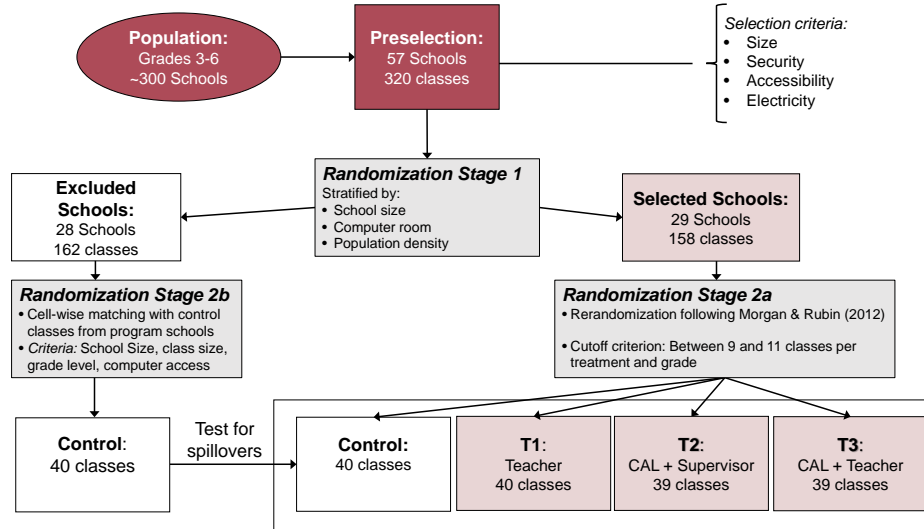 Population:
Grades 3-6
~300 Schools
Preselection:
57 Schools
320 classes
Selection criteria:
• Size
• Security
• Accessibility
• Electricity
Randomization Stage 1
Stratified by:
• School size
• Computer room
• Population density
Excluded
Schools:
28 Schools
162 classes
Selected Schools:
29 Schools
158 classes
Randomization Stage 2b
• Cell-wise matching with control
classes from program schools
• Criteria: School Size, class size,
grade level, computer access
Randomization Stage 2a
• Rerandomization following Morgan & Rubin (2012)
• Cutoff criterion: Between 9 and 11 classes per
treatment and grade
Control:
40 classes
Test for
spillovers
Control:
40 classes
T1:
Teacher
40 classes
T2:
CAL + Supervisor
39 classes
T3:
CAL + Teacher
39 classes